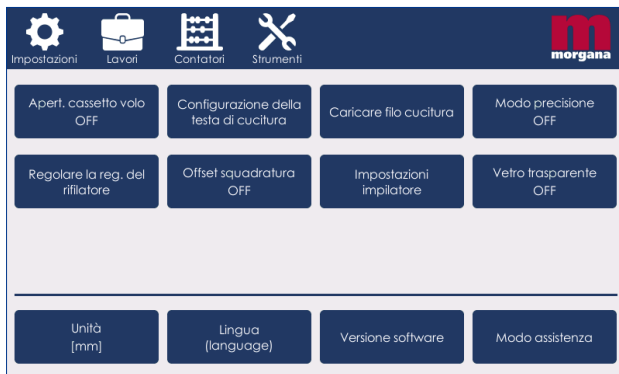 Impostazioni
Lavori
Contatori
Strumenti
morgana
Apert. cassetto volo
OFF
Configurazione della
testa di cucitura
Caricare filo cucitura
Modo precisione
OFF
Regolare la reg. del
rifilatore
Offset squadratura
OFF
Impostazioni
impilatore
Vetro trasparente
OFF
Unità
[mm]
Lingua
(language)
Versione software
Modo assistenza